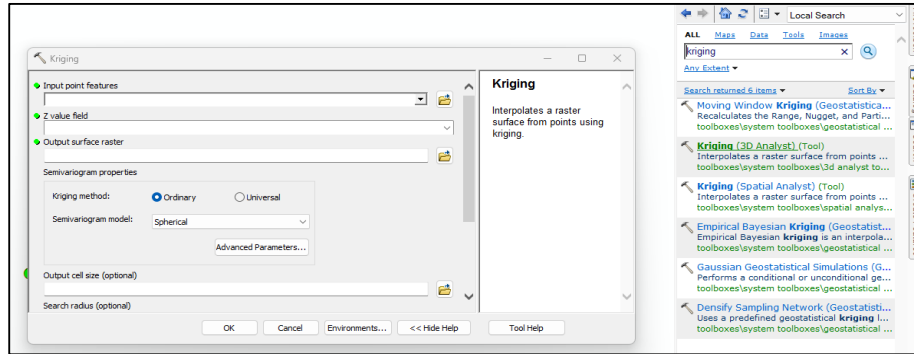 Kriging
Input point features
Z value field
Output surface raster
Semivariogram properties
Kriging method:
Ordinary
Universal
Semivariogram model:
Spherical
Advanced Parameters...
Output cell size (optional)
Search radius (optional)
OK
Cancel
Environments...
<< Hide Help
Tool Help
Kriging
Interpolates a raster
surface from points using
kriging.
Local Search
ALL Maps Data Tools Images
kriging
Any Extent
Search returned 6 items Sort By
Moving Window Kriging (Geostatistica...
Recalculates the Range, Nugget, and Parti...
toolboxes\system toolboxes\geostatistical ...
Kriging (3D Analyst) (Tool)
Interpolates a raster surface from points ...
toolboxes\system toolboxes\3d analyst to...
Kriging (Spatial Analyst) (Tool)
Interpolates a raster surface from points ...
toolboxes\system toolboxes\spatial analys...
Empirical Bayesian Kriging (Geostatist...
Empirical Bayesian kriging is an interpola...
toolboxes\system toolboxes\geostatistical ...
Gaussian Geostatistical Simulations (G...
Performs a conditional or unconditional ge...
toolboxes\system toolboxes\geostatistical ...
Densify Sampling Network (Geostatisti...
Uses a predefined geostatistical kriging l...
toolboxes\system toolboxes\geostatistical ...